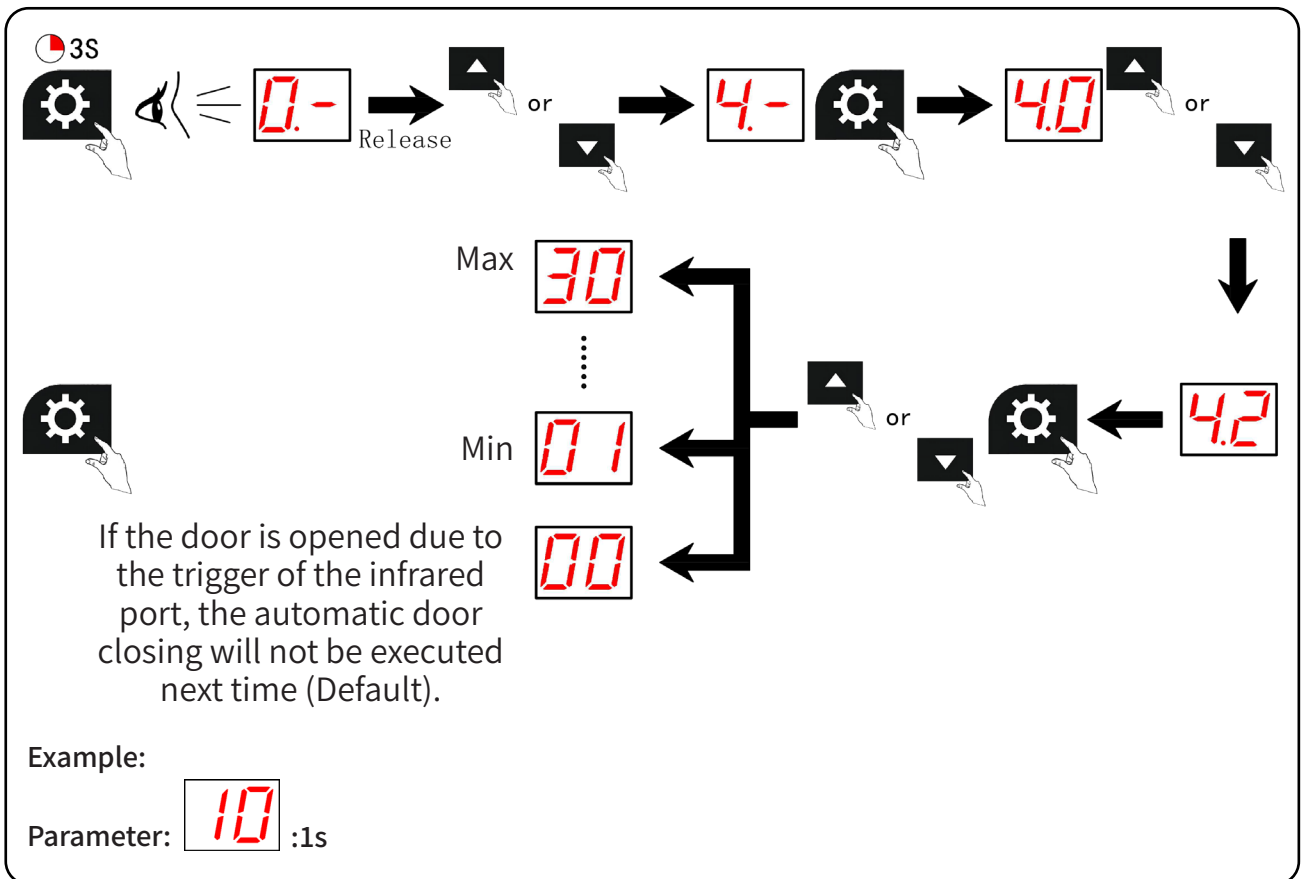 3S
0.-
Release
or
4.-
4.0
or
Max 30
Min 01
00
or
4.2
If the door is opened due to
the trigger of the infrared
port, the automatic door
closing will not be executed
next time (Default).
Example:
Parameter: 10 :1s